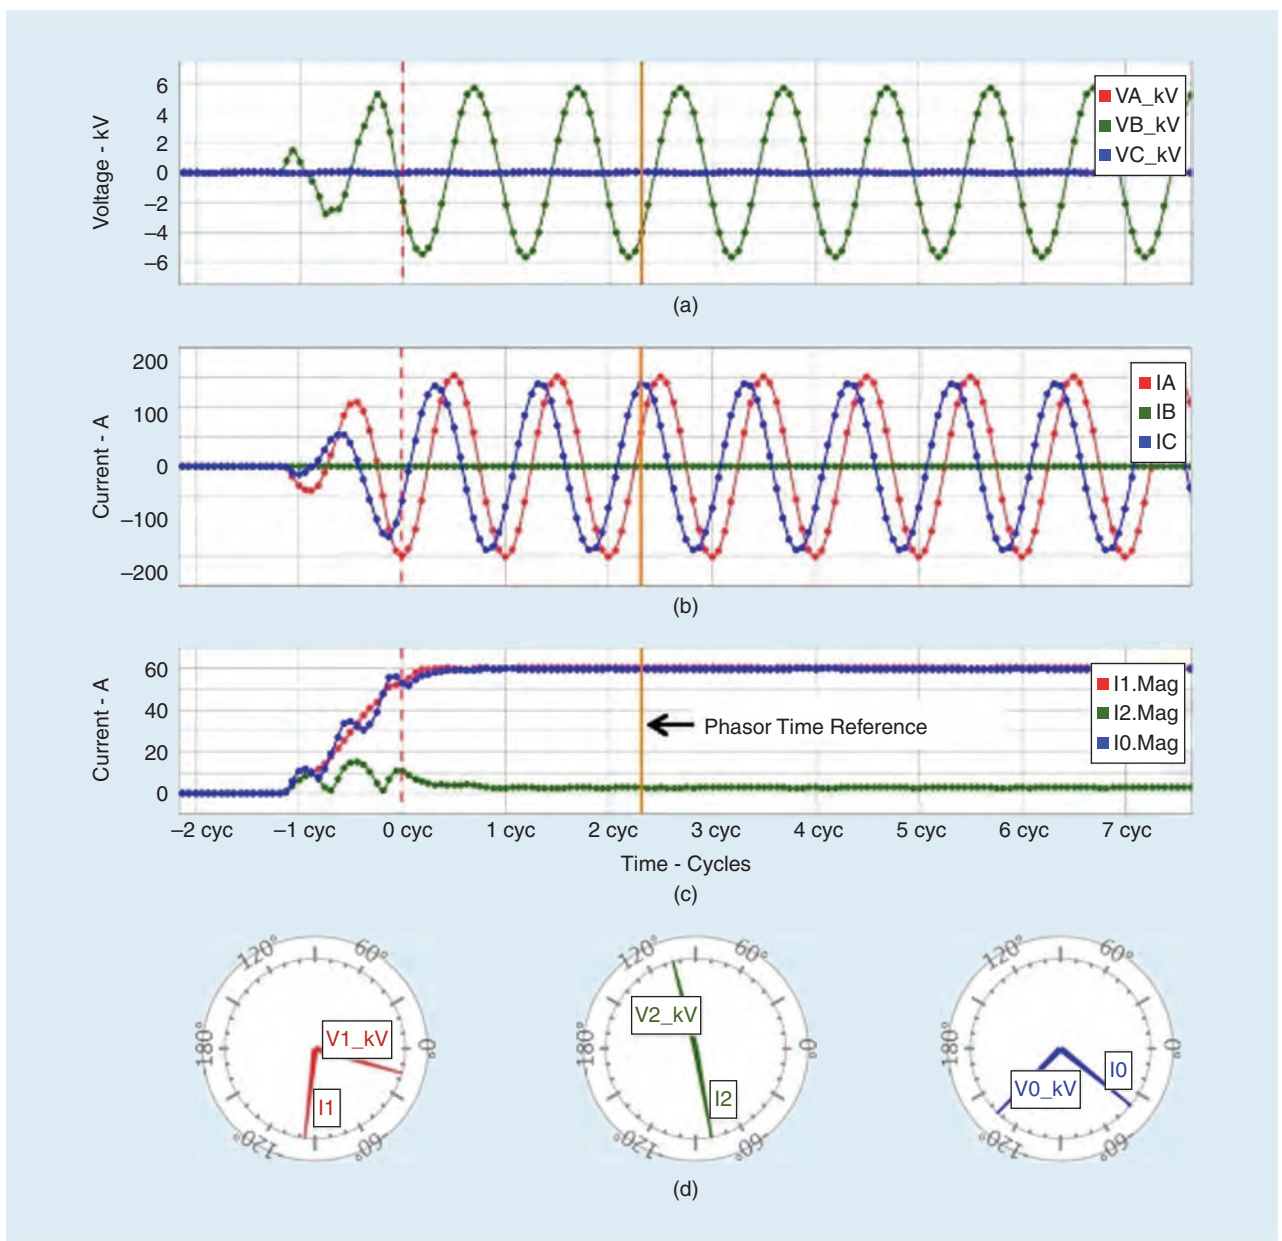 Voltage - kV
6
4
2
0
−2
−4
−6
VA_kV
VB_kV
VC_kV
(a)
Current - A
200
100
0
−100
−200
IA
IB
IC
(b)
Current - A
60
40
20
0
I1.Mag
I2.Mag
I0.Mag
Phasor Time Reference
−2 cyc −1 cyc 0 cyc 1 cyc 2 cyc 3 cyc 4 cyc 5 cyc 6 cyc 7 cyc
Time - Cycles
(c)
120° 60°
-180° 0°
-120° -60°
V1_kV
I1
120° 60°
-180° 0°
-120° -60°
V2_kV
I2
120° 60°
-180° 0°
-120° -60°
V0_kV
I0
(d)